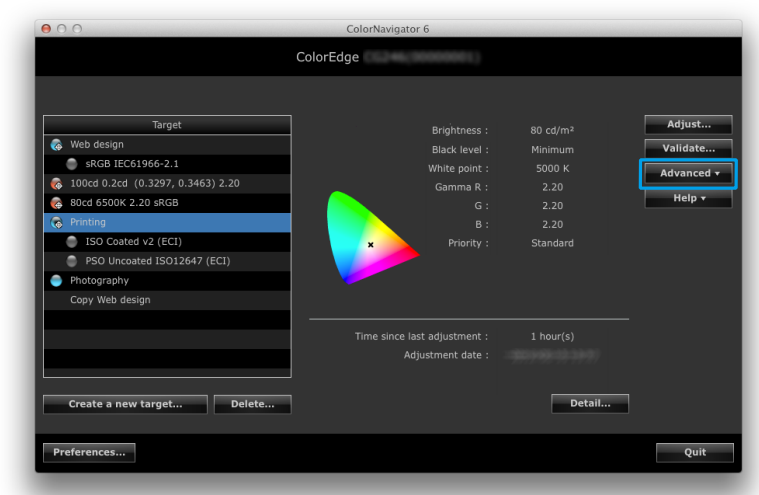 ColorNavigator 6
ColorEdge
Target
Web design
sRGB IEC61966-2.1
100cd 0.2cd (0.3297, 0.3463) 2.20
80cd 6500K 2.20 sRGB
Printing
ISO Coated v2 (ECI)
PSO Uncoated ISO12647 (ECI)
Photography
Copy Web design
Create a new target... Delete...
Brightness : 80 cd/m²
Black level : Minimum
White point : 5000 K
Gamma R : 2.20
G : 2.20
B : 2.20
Priority : Standard
Time since last adjustment : 1 hour(s)
Adjustment date :
Detail...
Adjust...
Validate...
Advanced
Help
Preferences...
Quit